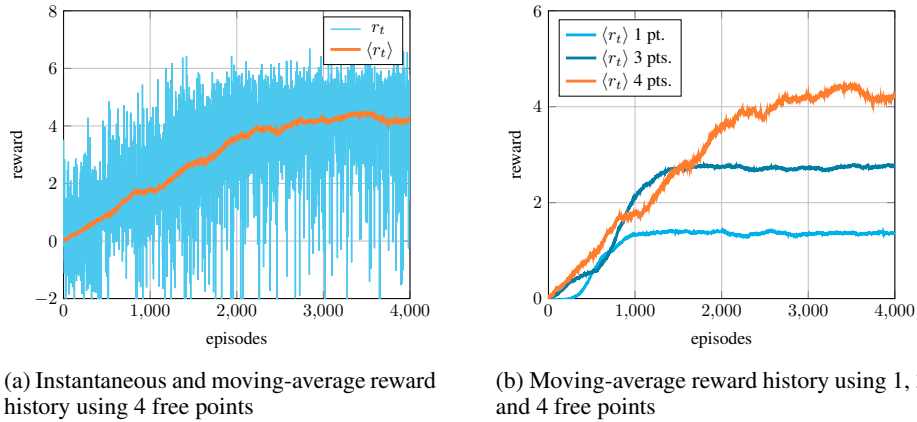 8
6
4
2
0
−2
reward
r_t
⟨r_t⟩
0 1,000 2,000 3,000 4,000
episodes
(a) Instantaneous and moving-average reward
history using 4 free points
6
4
2
0
reward
⟨r_t⟩ 1 pt.
⟨r_t⟩ 3 pts.
⟨r_t⟩ 4 pts.
1,000 2,000 3,000 4,000
0
episodes
(b) Moving-average reward history using 1,
and 4 free points